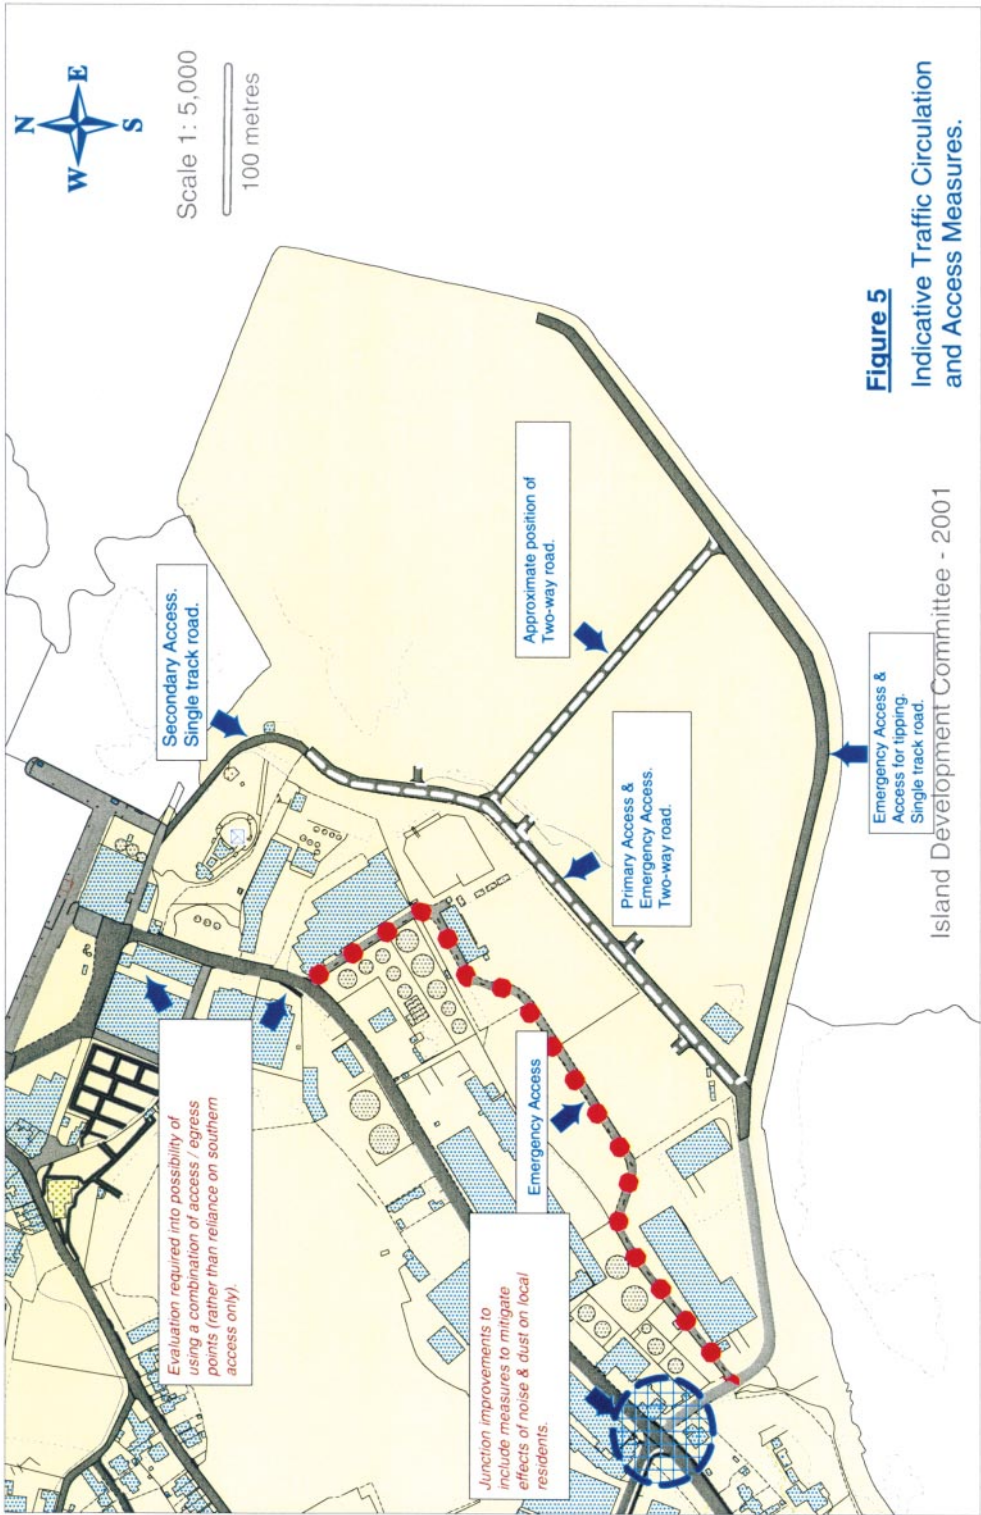 N
W
E
S
Scale 1: 5,000
100 metres
Secondary Access.
Single track road.
Evaluation required into possibility of
using a combination of access / egress
points (rather than reliance on southern
access only).
Approximate position of
Two-way road.
Primary Access &
Emergency Access.
Two-way road.
Emergency Access
Junction improvements to
include measures to mitigate
effects of noise & dust on local
residents.
Emergency Access &
Access for tipping.
Single track road.
Figure 5
Indicative Traffic Circulation
and Access Measures.
Island Development Committee - 2001